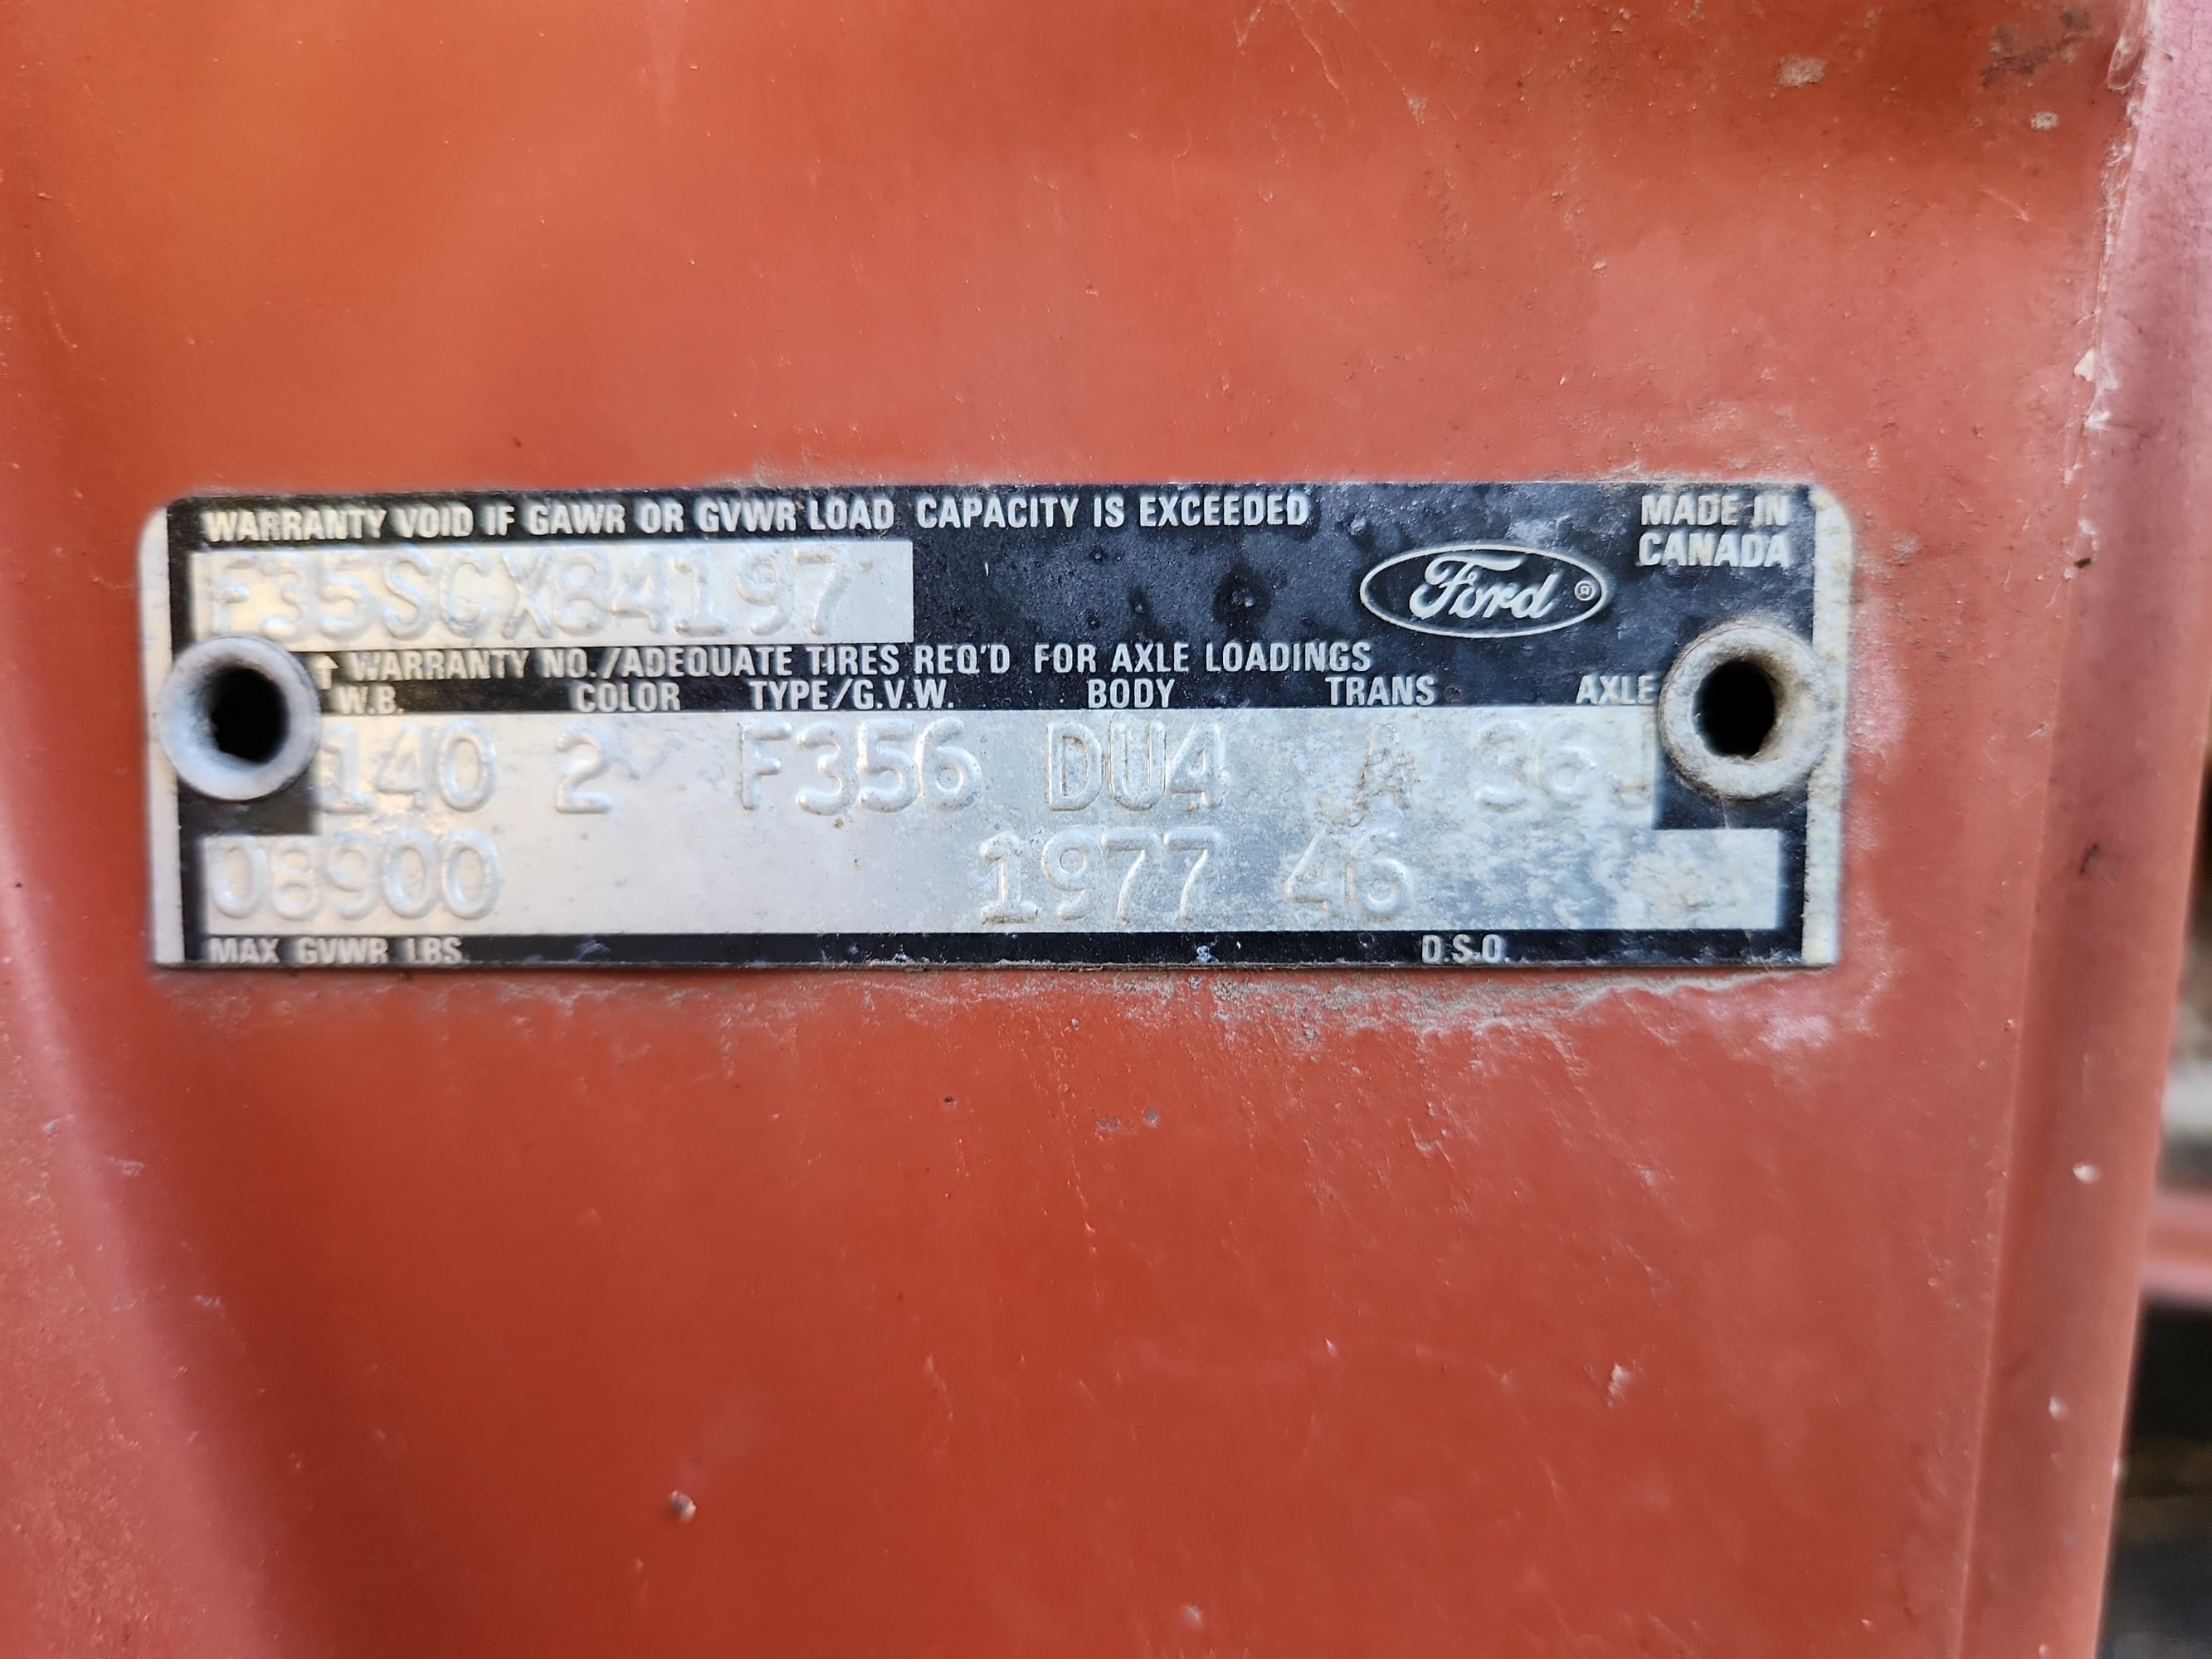 WARRANTY VOID IF GAWR OR GVWR LOAD CAPACITY IS EXCEEDED
MADE IN
CANADA
F35SCX84197
Ford ®
↑ WARRANTY NO./ADEQUATE TIRES REQ'D FOR AXLE LOADINGS
W.B. COLOR TYPE/G.V.W. BODY TRANS AXLE
140 2 F356 DU4 A 36J
08900 1977 46
MAX GVWR LBS. D.S.O.